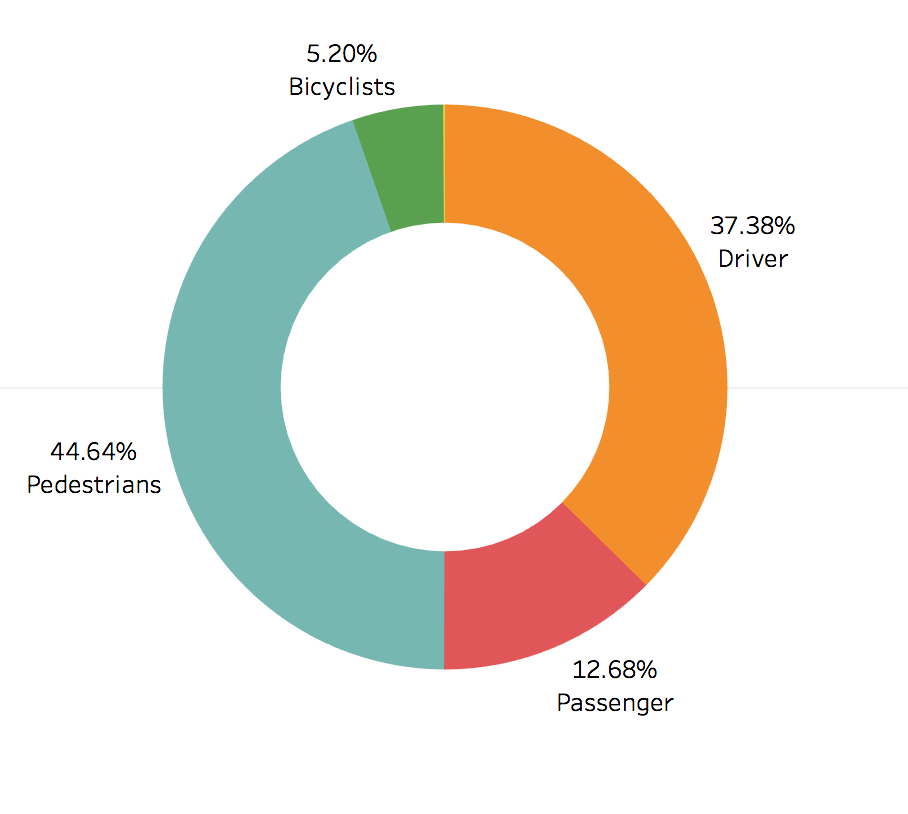 5.20%
Bicyclists
37.38%
Driver
44.64%
Pedestrians
12.68%
Passenger